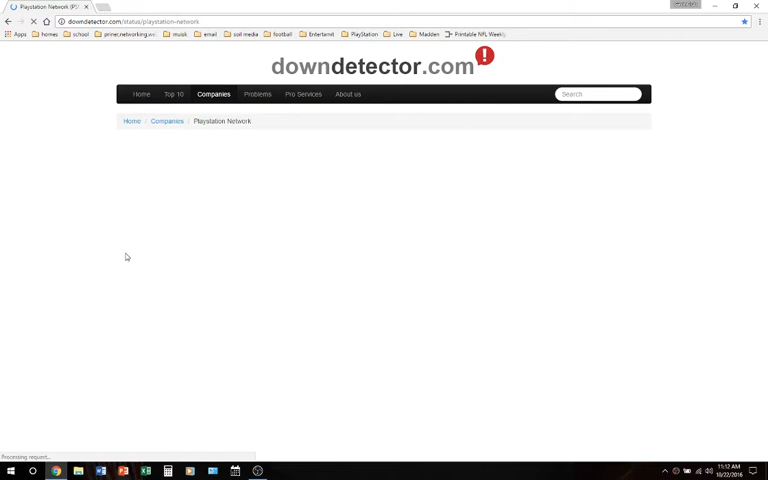 Playstation Network (PS
downdetector.com/status/playstation-network
Apps homes school email soil media football Entertaimt PlayStation Live Madden Printable NFL Weekly
downdetector.com!
Home Top 10 Companies Problems Pro Services About us Search
Home / Companies / Playstation Network
Processing request...
11:12 AM
10/22/2016